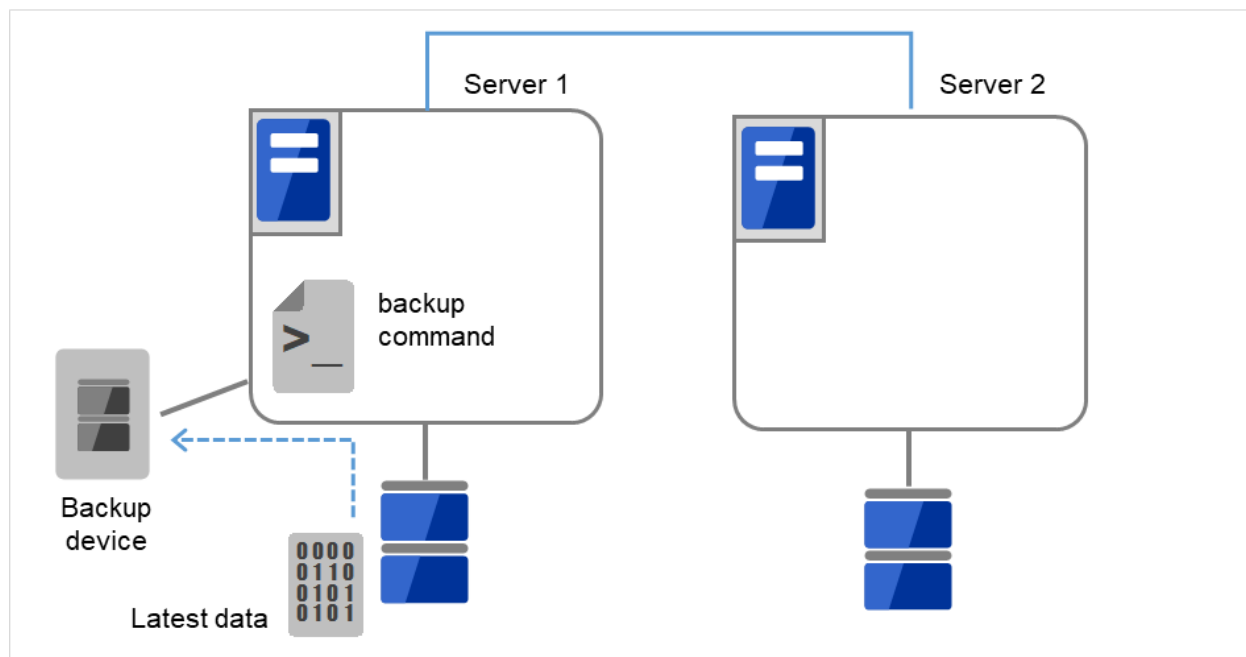 Server 1
Server 2
>_
backup
command
Backup
device
0000
0110
0101
0101
Latest data